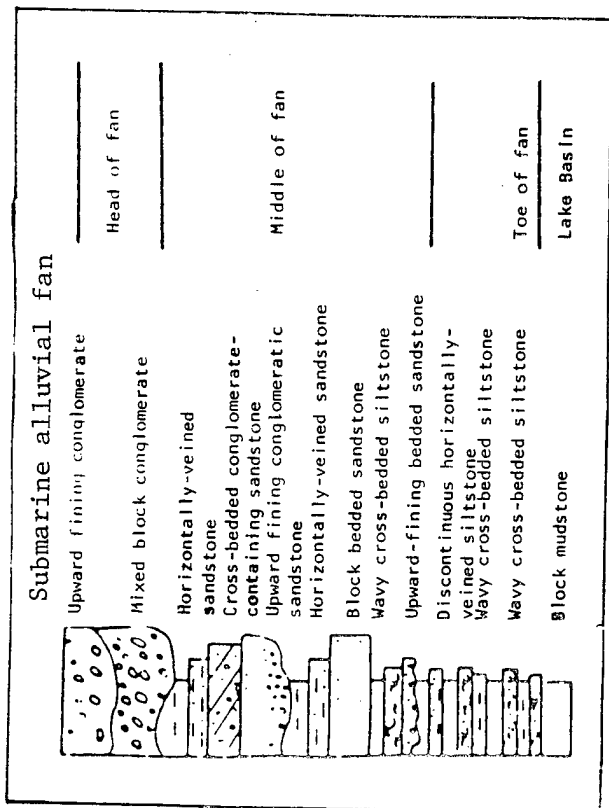 Submarine alluvial fan
Upward fining conglomerate
Head of fan
Mixed block conglomerate
Horizontally-veined
sandstone
Cross-bedded conglomerate-
containing sandstone
Middle of fan
Upward fining conglomeratic
sandstone
Horizontally-veined sandstone
Block bedded sandstone
Wavy cross-bedded siltstone
Upward-fining bedded sandstone
Discontinuous horizontally-
veined siltstone
Wavy cross-bedded siltstone
Toe of fan
Wavy cross-bedded siltstone
Lake Basin
Block mudstone